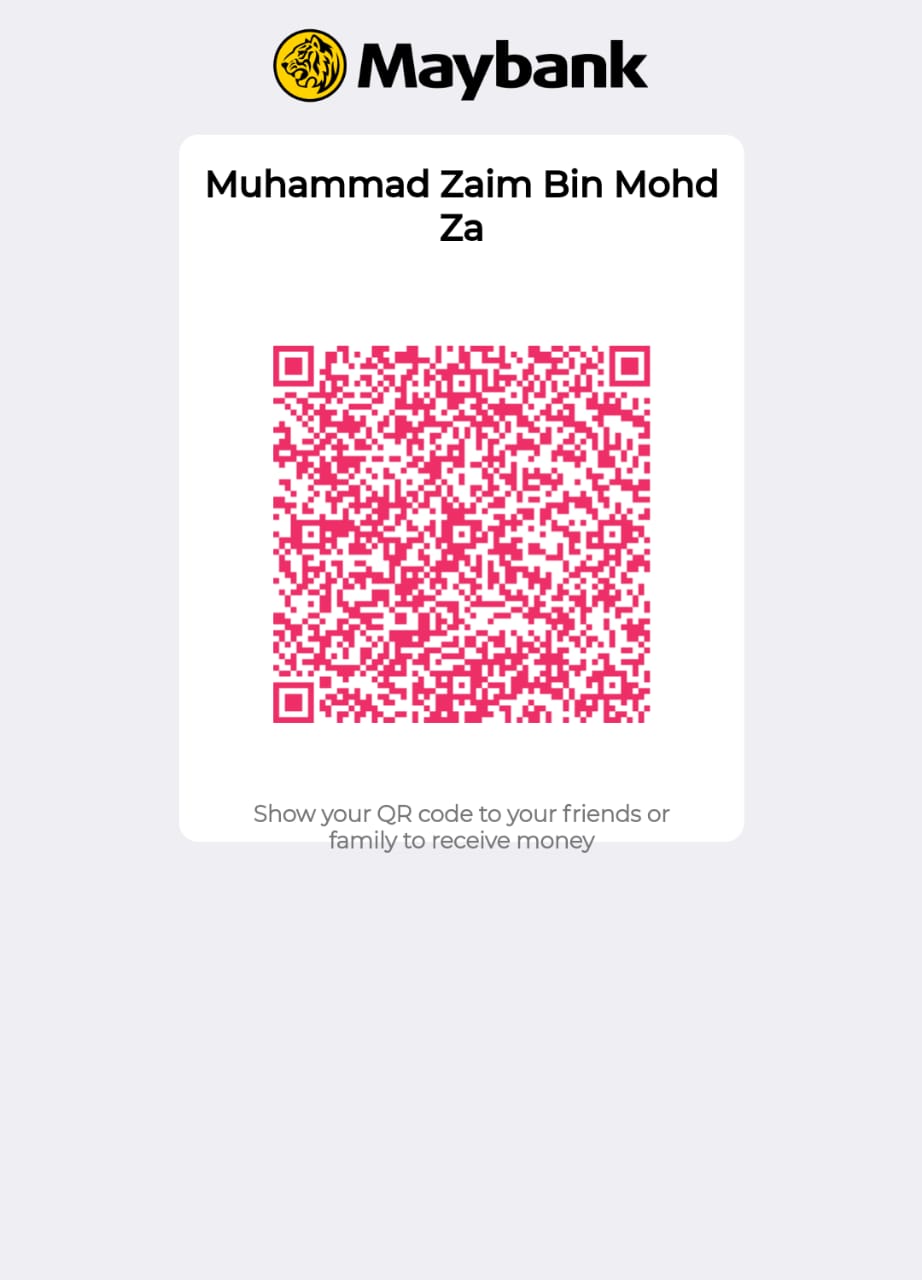 Maybank
Muhammad Zaim Bin Mohd
Za
Show your QR code to your friends or
family to receive money